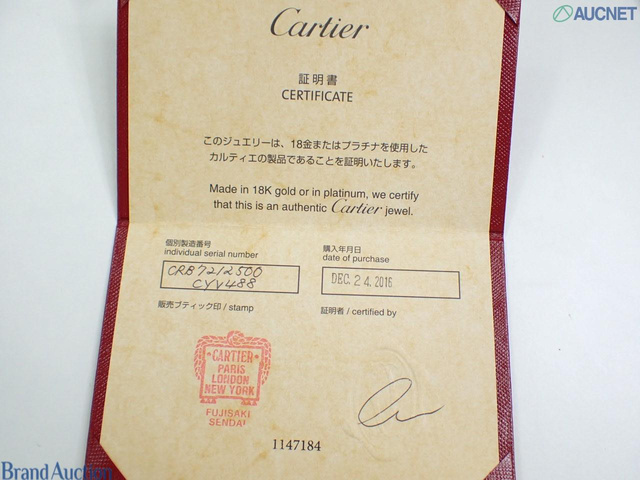 AUCNET
Cartier
証明書
CERTIFICATE
このジュエリーは、18金またはプラチナを使用した
カルティエの製品であることを証明いたします。
Made in 18K gold or in platinum, we certify
that this is an authentic Cartier jewel.
個別製造番号
individual serial number
CRB7212500
CYV488
購入年月日
date of purchase
DEC. 24. 2016
販売ブティック印 / stamp
証明者 / certified by
CARTIER
PARIS
LONDON
NEW YORK
FUJISAKI
SENDAI
1147184
Brand Auction